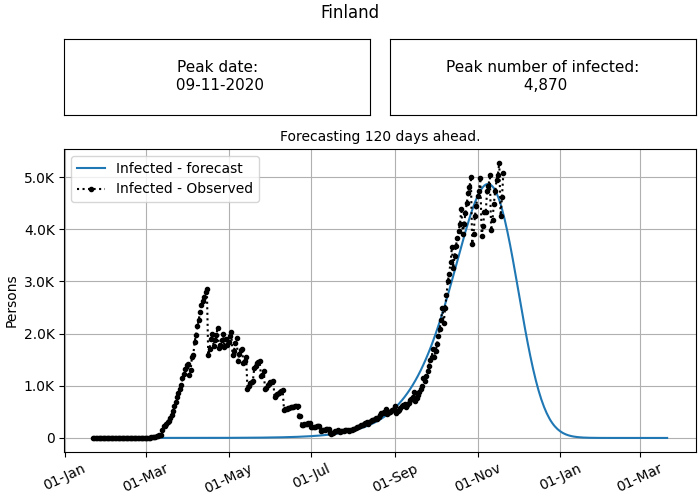 Finland
Peak date:
09-11-2020
Peak number of infected:
4,870
Forecasting 120 days ahead.
Infected - forecast
Infected - Observed
Persons
5.0K
4.0K
3.0K
2.0K
1.0K
0
01-Jan
01-Mar
01-May
01-Jul
01-Sep
01-Nov
01-Jan
01-Mar